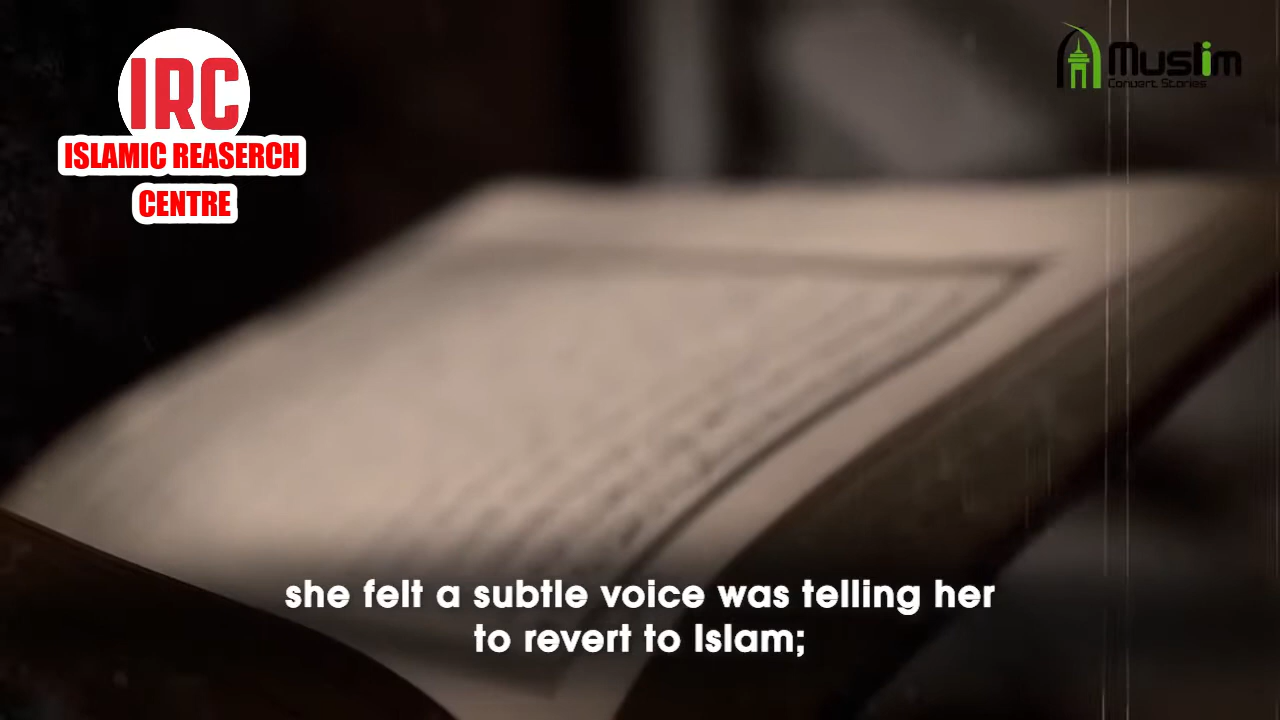 IRC
ISLAMIC REASERCH
CENTRE
Muslim
Convert Stories
she felt a subtle voice was telling her
to revert to Islam;